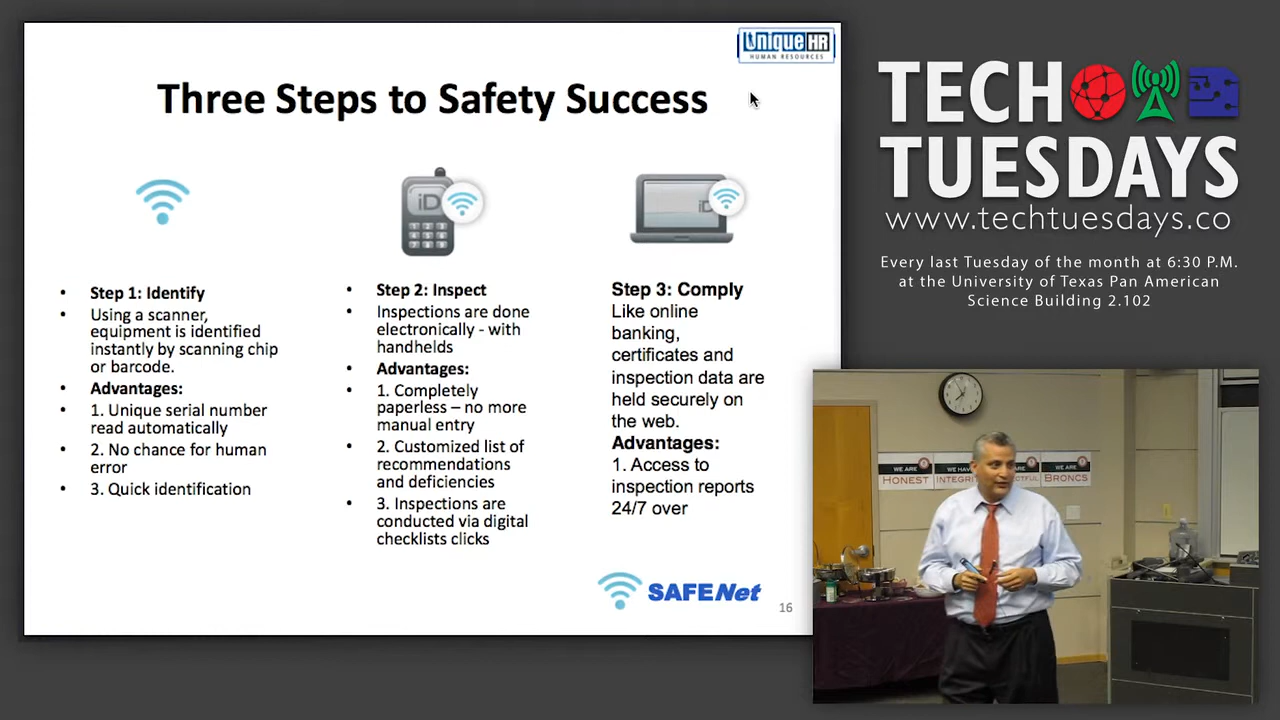 UniqueHR
HUMAN RESOURCES
Three Steps to Safety Success
iD
iD
• Step 1: Identify
• Using a scanner,
equipment is identified
instantly by scanning chip
or barcode.
• Advantages:
• 1. Unique serial number
read automatically
• 2. No chance for human
error
• 3. Quick identification
• Step 2: Inspect
• Inspections are done
electronically - with
handhelds
• Advantages:
• 1. Completely
paperless – no more
manual entry
• 2. Customized list of
recommendations
and deficiencies
• 3. Inspections are
conducted via digital
checklists clicks
Step 3: Comply
Like online
banking,
certificates and
inspection data are
held securely on
the web.
Advantages:
1. Access to
inspection reports
24/7 over
SAFENet
16
TECH
TUESDAYS
www.techtuesdays.co
Every last Tuesday of the month at 6:30 P.M.
at the University of Texas Pan American
Science Building 2.102
WE ARE
HONEST
WE HAVE
INTEGRIT
ARE
CTFUL
WE ARE
BRONCS